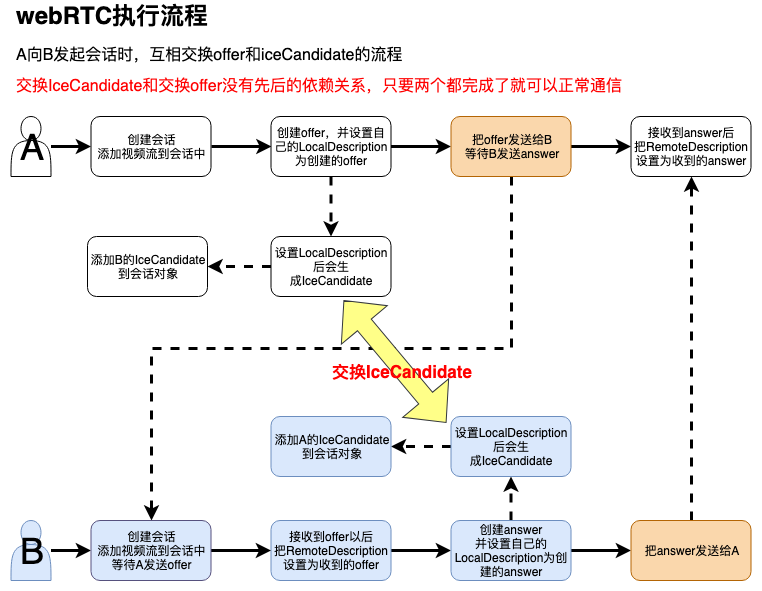 webRTC执行流程
A向B发起会话时，互相交换offer和iceCandidate的流程
交换IceCandidate和交换offer没有先后的依赖关系，只要两个都完成了就可以正常通信
A
创建会话
添加视频流到会话中
创建offer，并设置自
己的LocalDescription
为创建的offer
把offer发送给B
等待B发送answer
接收到answer后
把RemoteDescription
设置为收到的answer
添加B的IceCandidate
到会话对象
设置LocalDescription
后会生
成IceCandidate
交换IceCandidate
添加A的IceCandidate
到会话对象
设置LocalDescription
后会生
成IceCandidate
B
创建会话
添加视频流到会话中
等待A发送offer
接收到offer以后
把RemoteDescription
设置为收到的offer
创建answer
并设置自己的
LocalDescription为创
建的answer
把answer发送给A